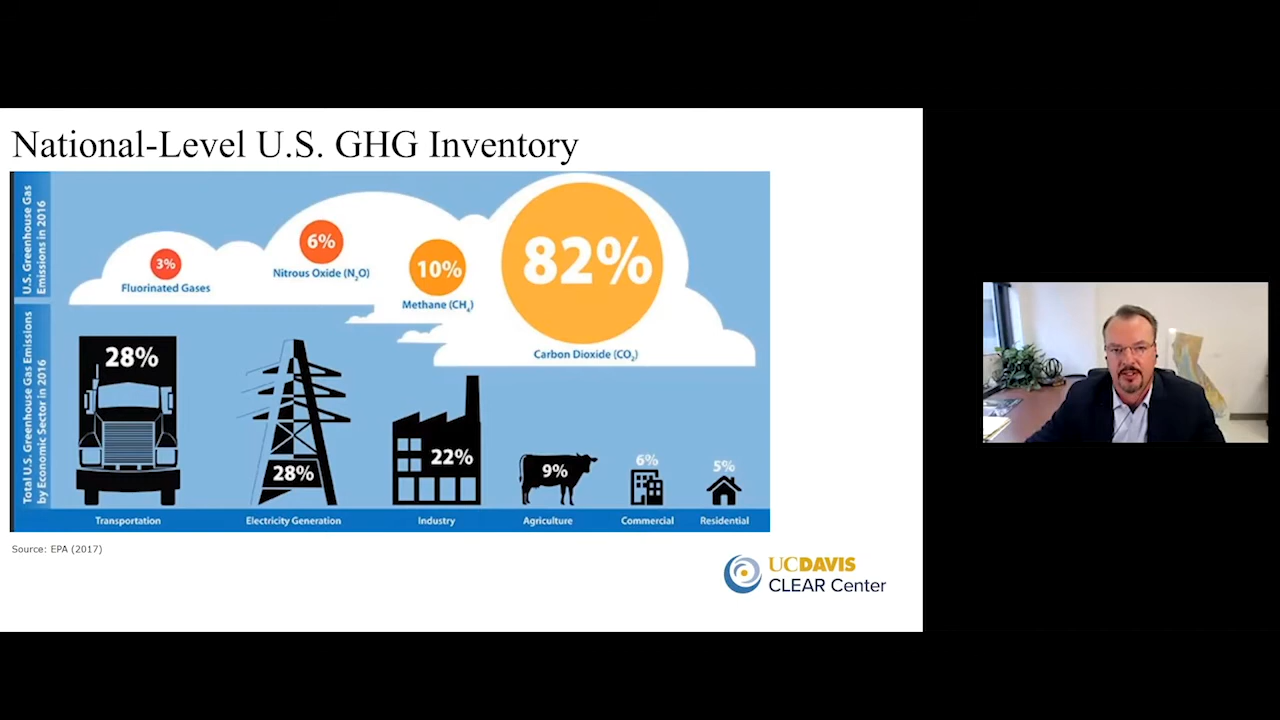 National-Level U.S. GHG Inventory
U.S. Greenhouse Gas
Emissions in 2016
3%
Fluorinated Gases
6%
Nitrous Oxide (N₂O)
10%
Methane (CH₄)
82%
Carbon Dioxide (CO₂)
Total U.S. Greenhouse Gas Emissions
by Economic Sector in 2016
28%
28%
22%
9%
6%
5%
Transportation
Electricity Generation
Industry
Agriculture
Commercial
Residential
Source: EPA (2017)
UCDAVIS
CLEAR Center